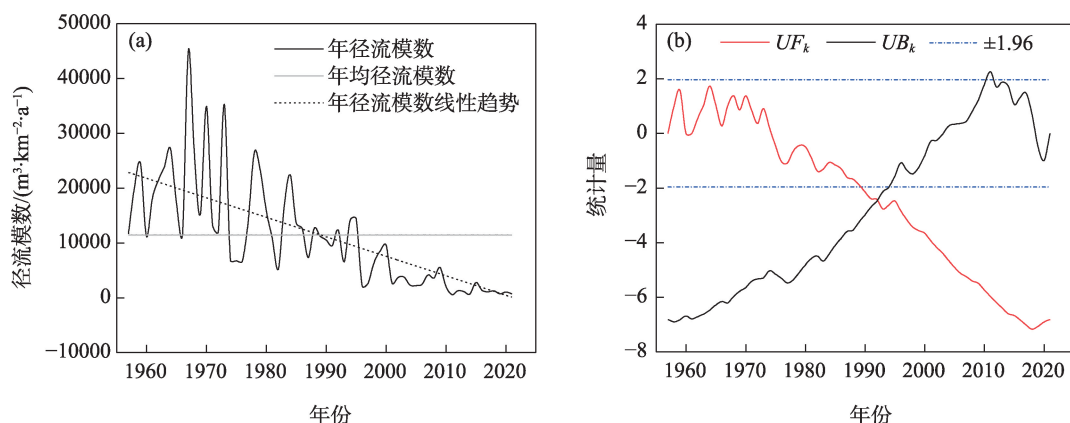 (a)
年径流模数
年均径流模数
年径流模数线性趋势
径流模数/(m³·km⁻²·a⁻¹)
50000
40000
30000
20000
10000
0
−10000
1960 1970 1980 1990 2000 2010 2020
年份
(b)
UFₖ UBₖ ±1.96
统计量
4
2
0
−2
−4
−6
−8
1960 1970 1980 1990 2000 2010 2020
年份